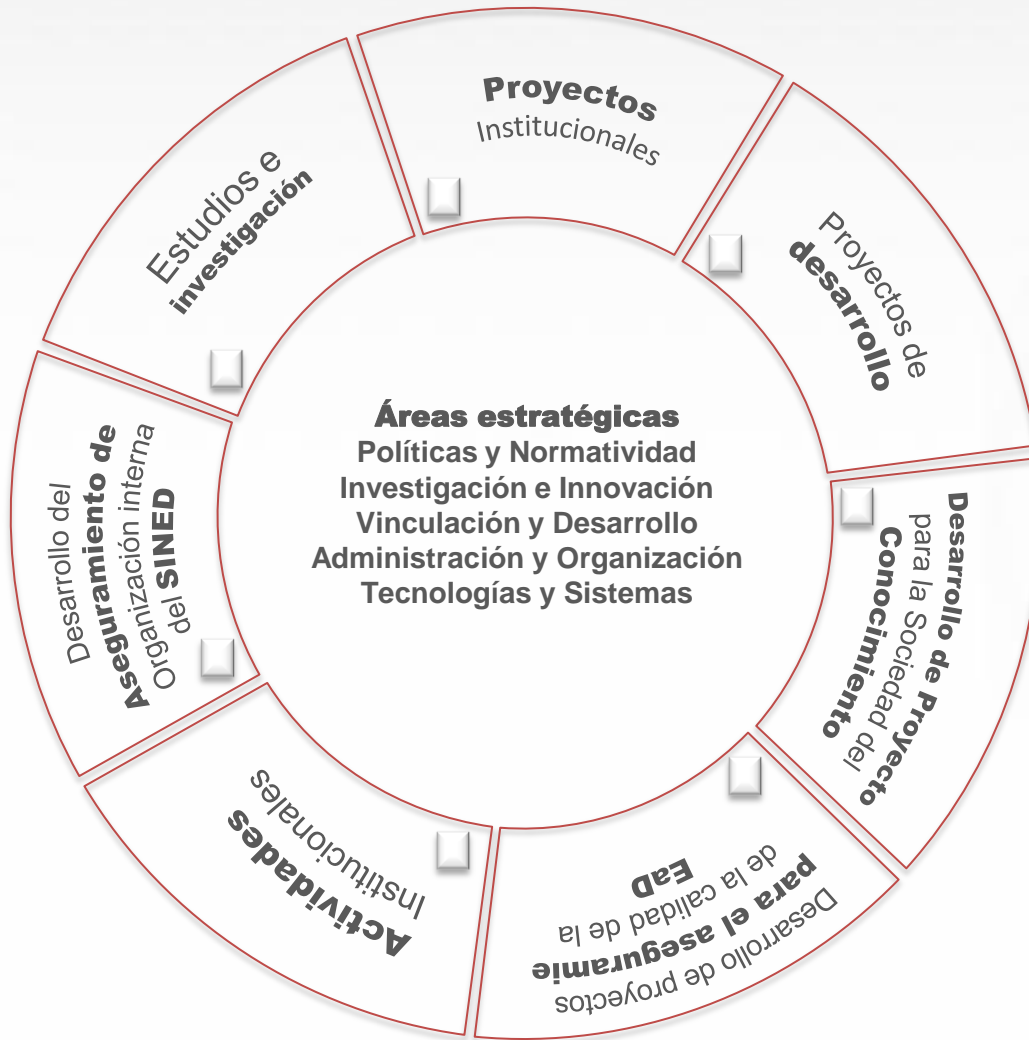 Proyectos
Institucionales
Proyectos de
desarrollo
Desarrollo de Proyecto
para la Sociedad del
Conocimiento
Desarrollo de proyectos
para el aseguramie
de la calidad de la
EaD
Actividades
Institucionales
Desarrollo del
Aseguramiento de
Organización interna
del SINED
Estudios e
investigación
Áreas estratégicas
Políticas y Normatividad
Investigación e Innovación
Vinculación y Desarrollo
Administración y Organización
Tecnologías y Sistemas